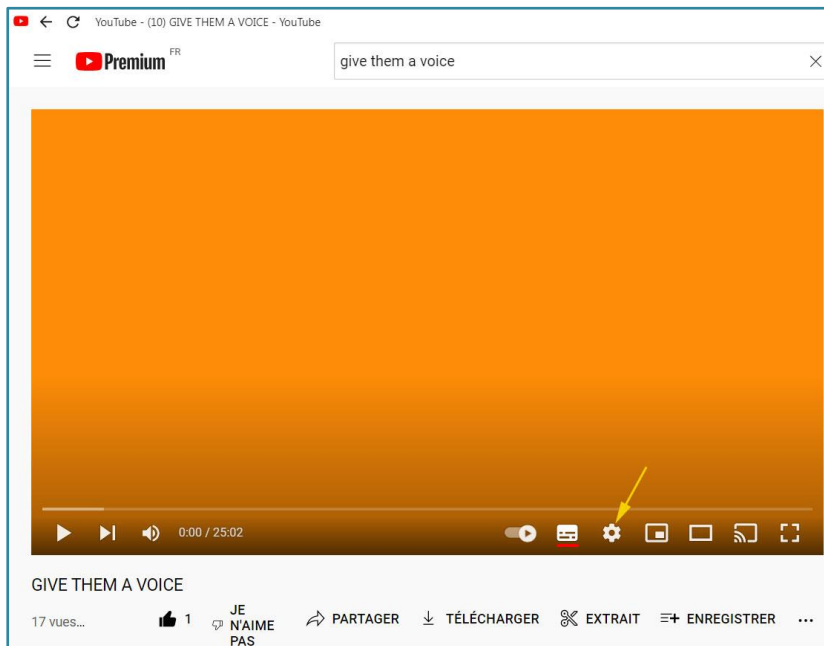 YouTube - (10) GIVE THEM A VOICE - YouTube
Premium FR
give them a voice
0:00 / 25:02
GIVE THEM A VOICE
17 vues...
1
JE
N'AIME
PAS
PARTAGER
TÉLÉCHARGER
EXTRAIT
ENREGISTRER
...